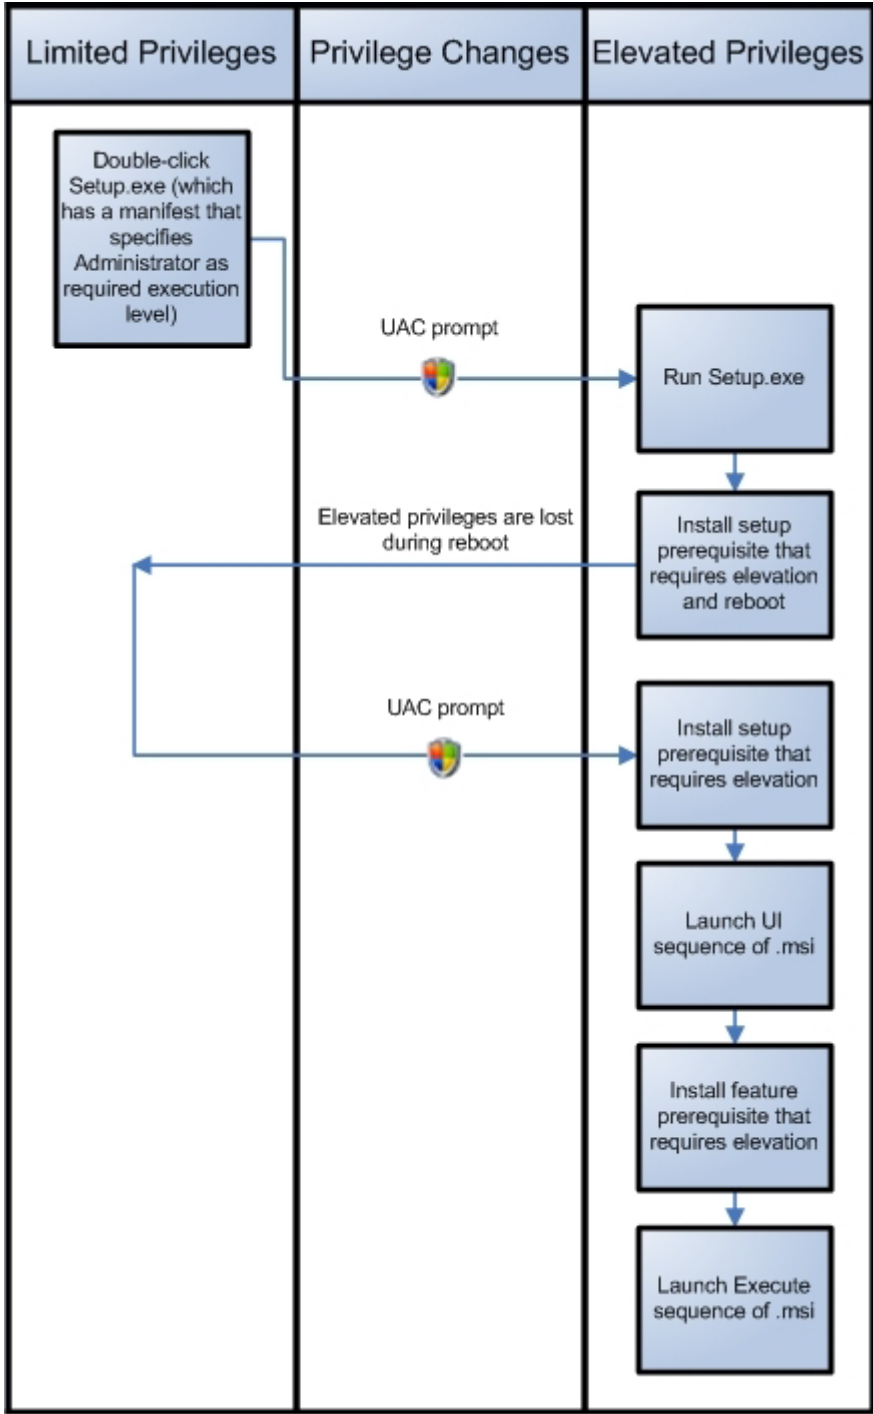 Limited Privileges
Privilege Changes
Elevated Privileges
Double-click
Setup.exe (which
has a manifest that
specifies
Administrator as
required execution
level)
UAC prompt
Run Setup.exe
Elevated privileges are lost
during reboot
Install setup
prerequisite that
requires elevation
and reboot
UAC prompt
Install setup
prerequisite that
requires elevation
Launch UI
sequence of .msi
Install feature
prerequisite that
requires elevation
Launch Execute
sequence of .msi